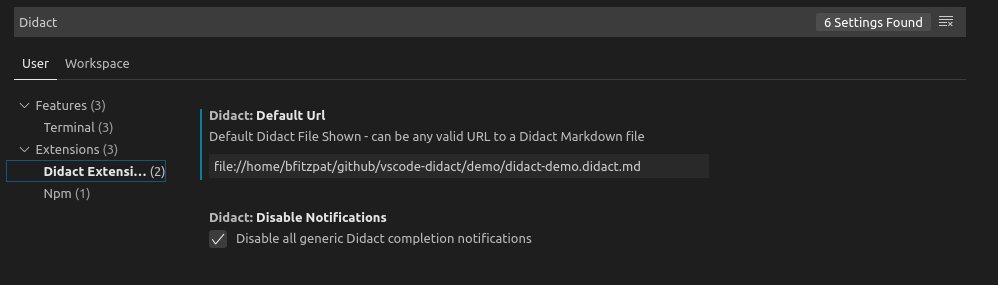 Didact
6 Settings Found
User Workspace
Features (3)
Terminal (3)
Extensions (3)
Didact Extensi... (2)
Npm (1)
Didact: Default Url
Default Didact File Shown - can be any valid URL to a Didact Markdown file
file://home/bfitzpat/github/vscode-didact/demo/didact-demo.didact.md
Didact: Disable Notifications
Disable all generic Didact completion notifications